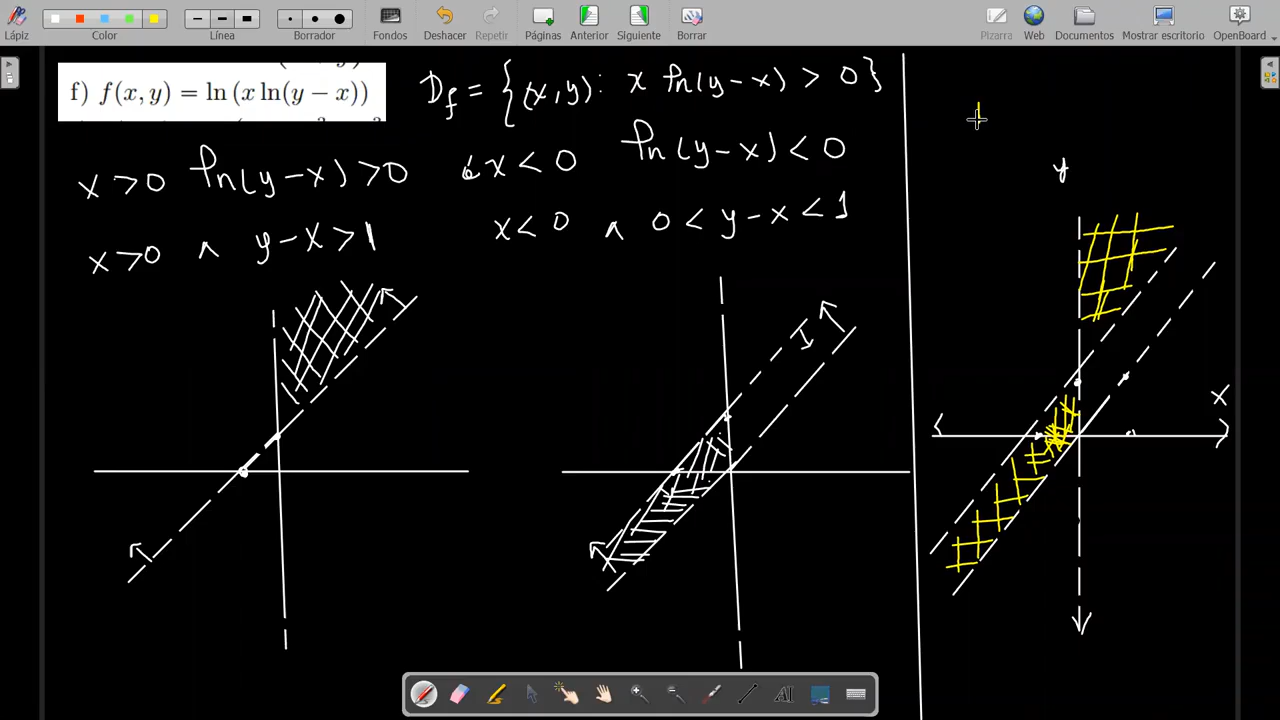 Lápiz Color Línea Borrador Fondos Deshacer Repetir Páginas Anterior Siguiente Borrar Pizarra Web Documentos Mostrar escritorio OpenBoard
f) f(x, y) = ln (x ln(y − x))
Df = {(x, y): x ln(y − x) > 0}
x > 0 ln(y − x) > 0
ó x < 0 ln(y − x) < 0
x > 0 ∧ y − x > 1
x < 0 ∧ 0 < y − x < 1
y
x
AI